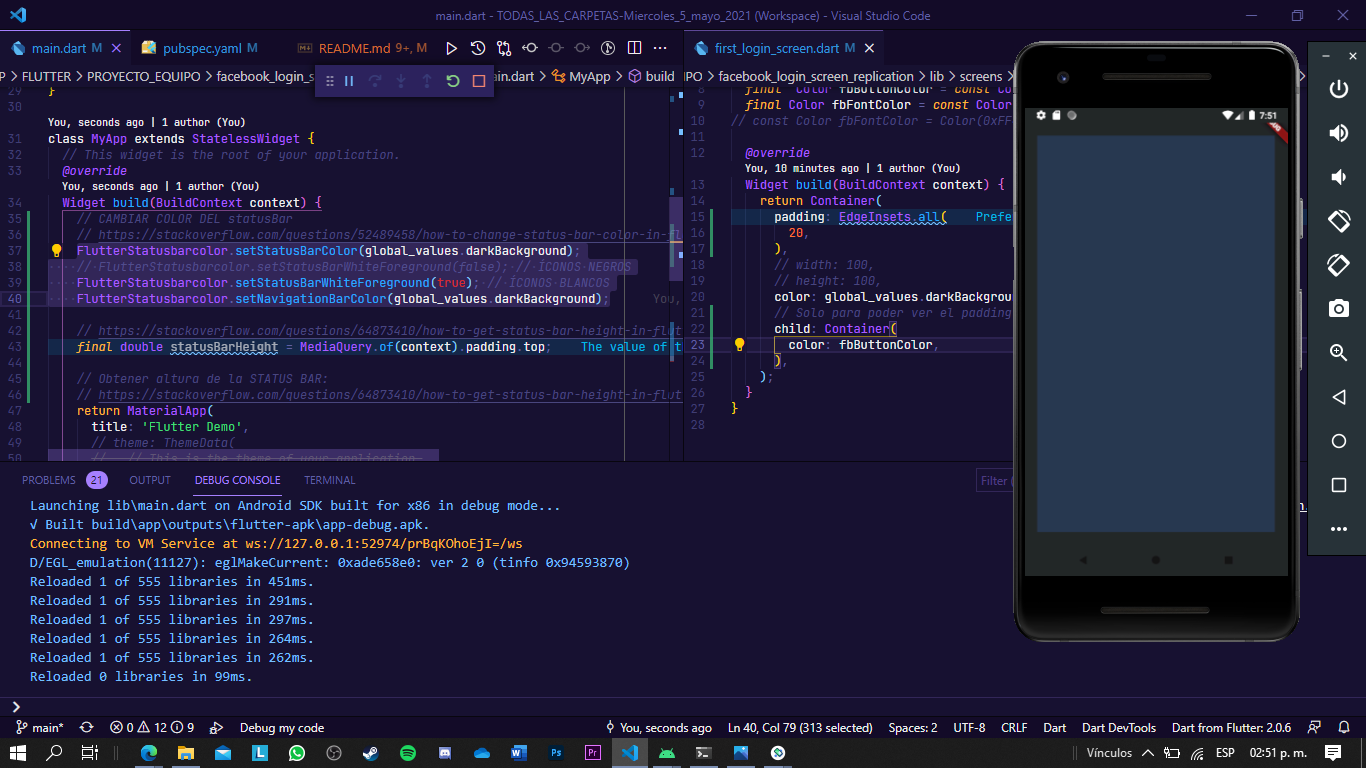 main.dart - TODAS_LAS_CARPETAS-Miercoles_5_mayo_2021 (Workspace) - Visual Studio Code
main.dart M
pubspec.yaml M
README.md 9+, M
first_login_screen.dart M
P > FLUTTER > PROYECTO_EQUIPO > facebook_login_s
in.dart > MyApp > build
IPO > facebook_login_screen_replication > lib > screens >
29 }
30
You, seconds ago | 1 author (You)
31 class MyApp extends StatelessWidget {
32 // This widget is the root of your application.
33 @override
You, seconds ago | 1 author (You)
34 Widget build(BuildContext context) {
35 // CAMBIAR COLOR DEL statusBar
36 // https://stackoverflow.com/questions/52489458/how-to-change-status-bar-color-in-flu
37 FlutterStatusbarcolor.setStatusBarColor(global_values.darkBackground);
38 // FlutterStatusbarcolor.setStatusBarWhiteForeground(false); // ÍCONOS NEGROS
39 FlutterStatusbarcolor.setStatusBarWhiteForeground(true); // ÍCONOS BLANCOS
40 FlutterStatusbarcolor.setNavigationBarColor(global_values.darkBackground); You,
41
42 // https://stackoverflow.com/questions/64873410/how-to-get-status-bar-height-in-flut
43 final double statusBarHeight = MediaQuery.of(context).padding.top; The value of t
44
45 // Obtener altura de la STATUS BAR:
46 // https://stackoverflow.com/questions/64873410/how-to-get-status-bar-height-in-flut
47 return MaterialApp(
48 title: 'Flutter Demo',
49 // theme: ThemeData(
50 // // This is the theme of your application.
8 final Color fbButtonColor = const Co
9 final Color fbFontColor = const Color
10 // const Color fbFontColor = Color(0xFF
11
12 @override
You, 10 minutes ago | 1 author (You)
13 Widget build(BuildContext context) {
14 return Container(
15 padding: EdgeInsets.all( Prefe
16 20,
17 ),
18 // width: 100,
19 // height: 100,
20 color: global_values.darkBackgrou
21 // Solo para poder ver el padding
22 child: Container(
23 color: fbButtonColor,
24 ),
25 );
26 }
27 }
28
7:51
PROBLEMS 21 OUTPUT DEBUG CONSOLE TERMINAL
Filter (
Launching lib\main.dart on Android SDK built for x86 in debug mode...
√ Built build\app\outputs\flutter-apk\app-debug.apk.
Connecting to VM Service at ws://127.0.0.1:52974/prBqKOhoEjI=/ws
D/EGL_emulation(11127): eglMakeCurrent: 0xade658e0: ver 2 0 (tinfo 0x94593870)
Reloaded 1 of 555 libraries in 451ms.
Reloaded 1 of 555 libraries in 291ms.
Reloaded 1 of 555 libraries in 297ms.
Reloaded 1 of 555 libraries in 264ms.
Reloaded 1 of 555 libraries in 262ms.
Reloaded 0 libraries in 99ms.
main* 0 12 9 Debug my code
You, seconds ago Ln 40, Col 79 (313 selected) Spaces: 2 UTF-8 CRLF Dart Dart DevTools Dart from Flutter: 2.0.6
Vínculos ESP 02:51 p. m.